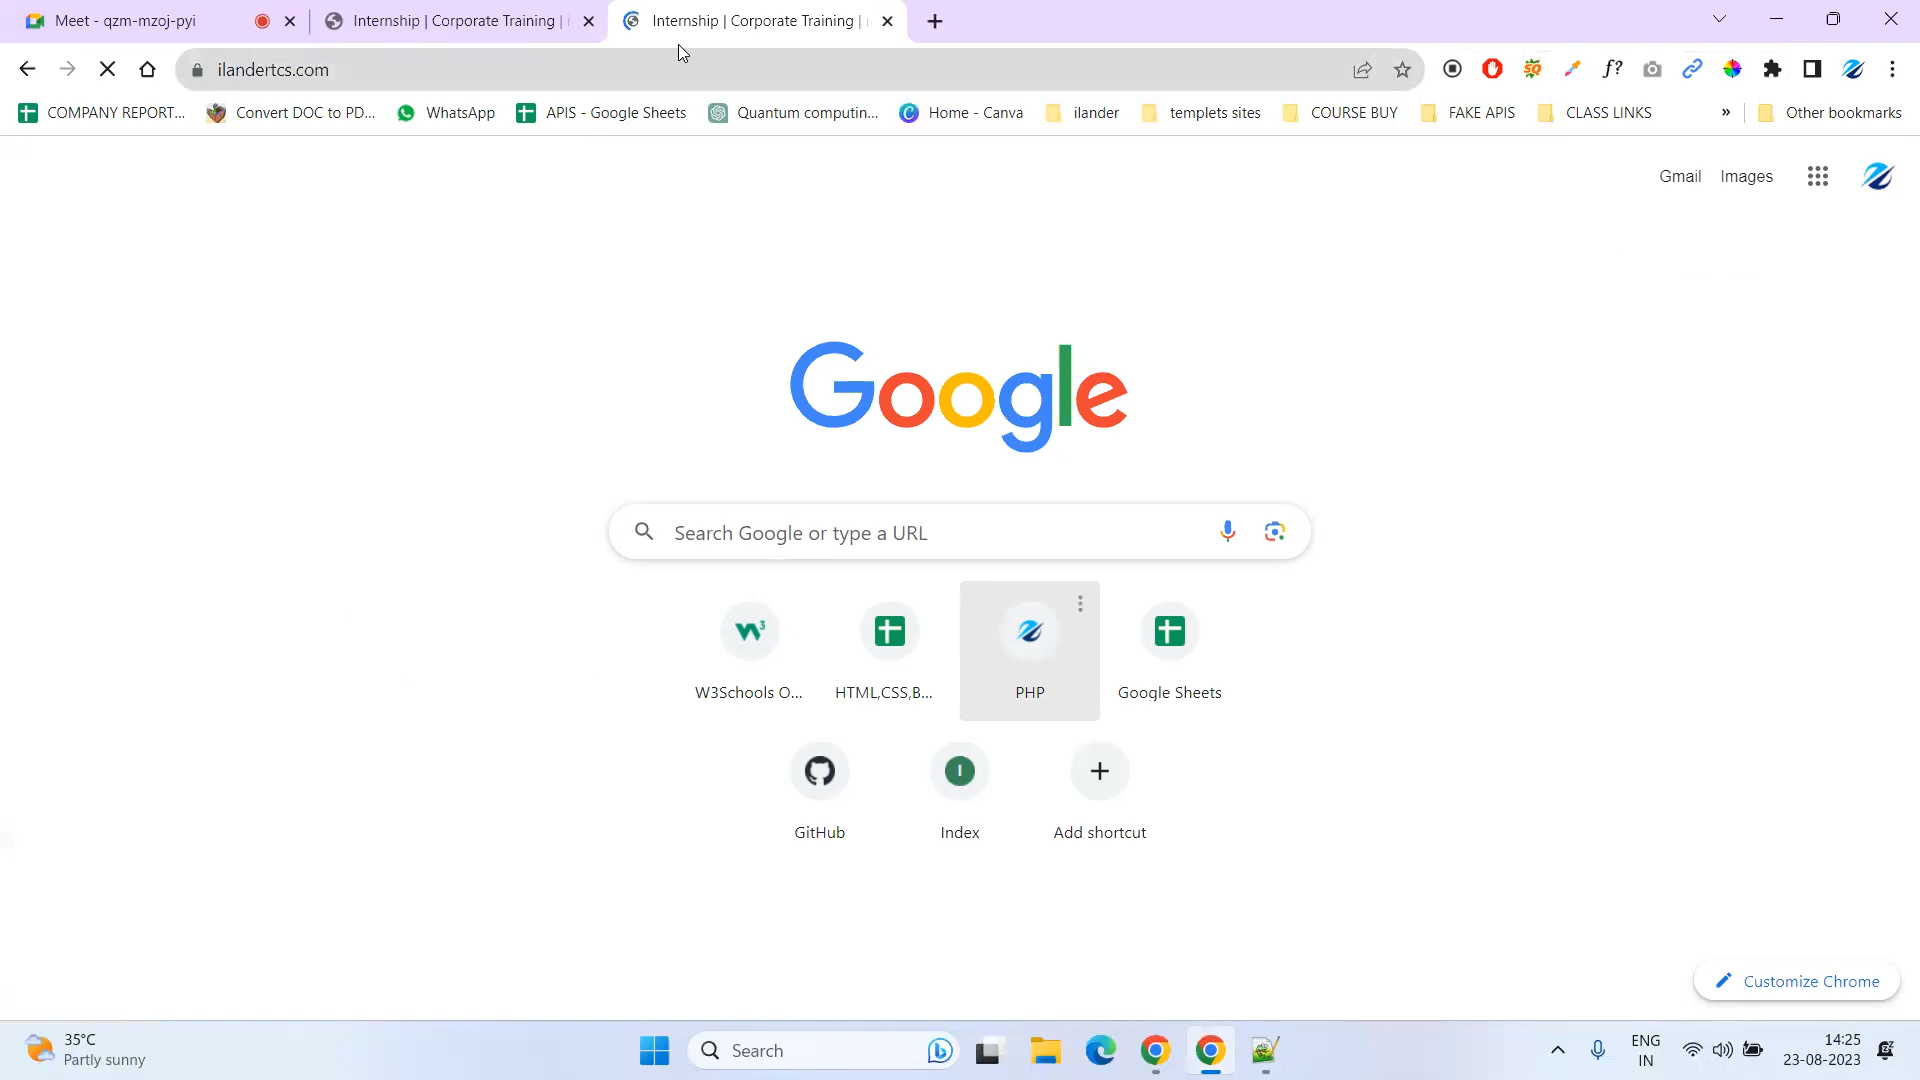 Meet - qzm-mzoj-pyi
Internship | Corporate Training |
Internship | Corporate Training |
ilandertcs.com
COMPANY REPORT...
Convert DOC to PD...
WhatsApp
APIS - Google Sheets
Quantum computin...
Home - Canva
ilander
templets sites
COURSE BUY
FAKE APIS
CLASS LINKS
»
Other bookmarks
Gmail
Images
Google
Search Google or type a URL
W3Schools O...
HTML,CSS,B...
PHP
Google Sheets
GitHub
Index
Add shortcut
Customize Chrome
35°C
Partly sunny
Search
ENG
IN
14:25
23-08-2023